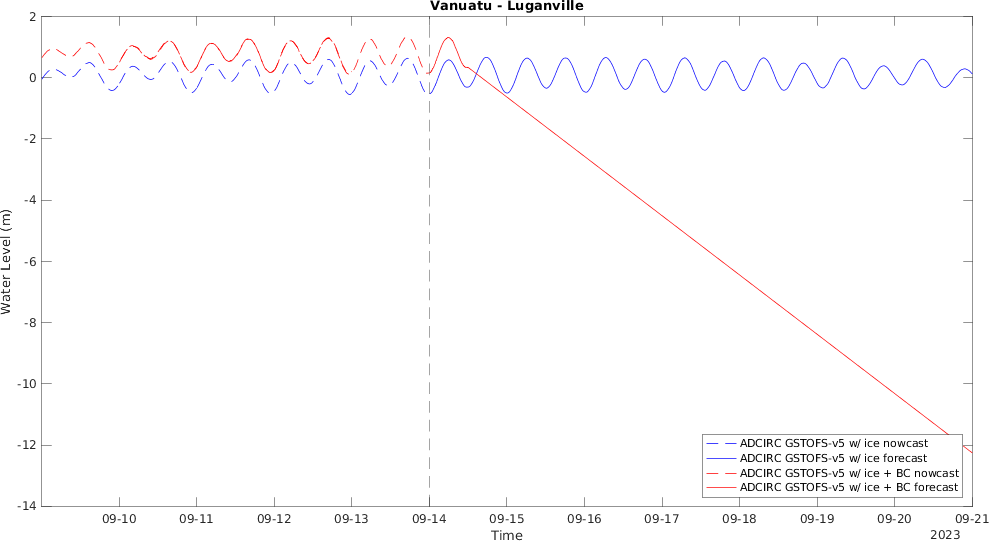 Vanuatu - Luganville
Water Level (m)
2
0
-2
-4
-6
-8
-10
-12
-14
ADCIRC GSTOFS-v5 w/ ice nowcast
ADCIRC GSTOFS-v5 w/ ice forecast
ADCIRC GSTOFS-v5 w/ ice + BC nowcast
ADCIRC GSTOFS-v5 w/ ice + BC forecast
09-10 09-11 09-12 09-13 09-14 09-15 09-16 09-17 09-18 09-19 09-20 09-21
Time
2023